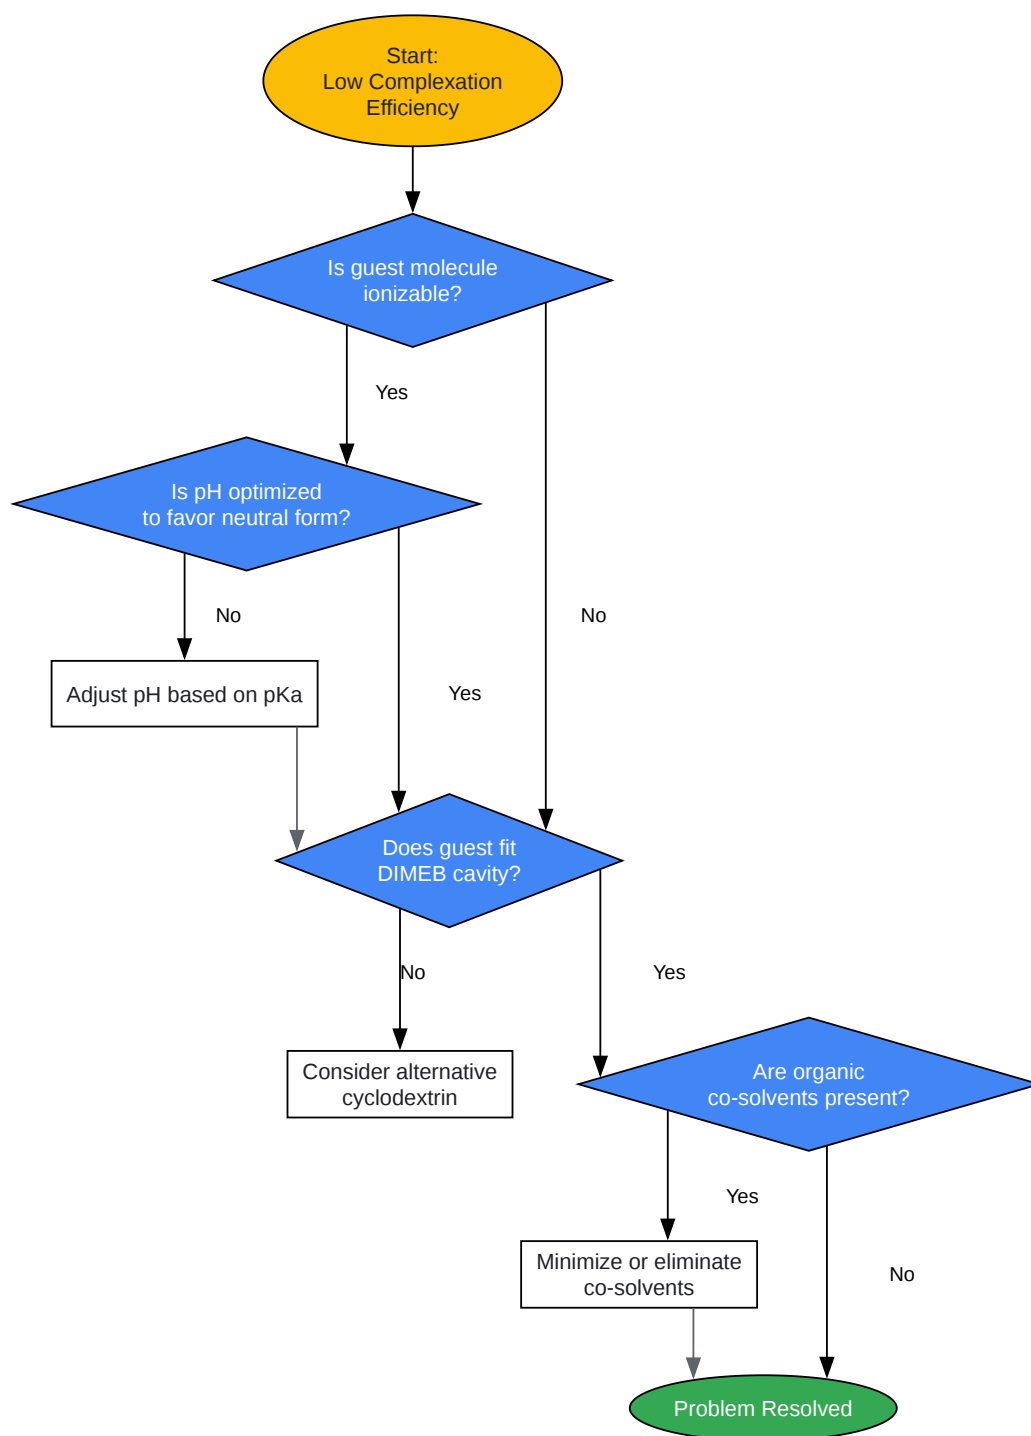 Start:
Low Complexation
Efficiency
Is guest molecule
ionizable?
Yes
Is pH optimized
to favor neutral form?
No
No
Adjust pH based on pKa
Yes
Does guest fit
DIMEB cavity?
No
Yes
Consider alternative
cyclodextrin
Are organic
co-solvents present?
Yes
Minimize or eliminate
co-solvents
No
Problem Resolved